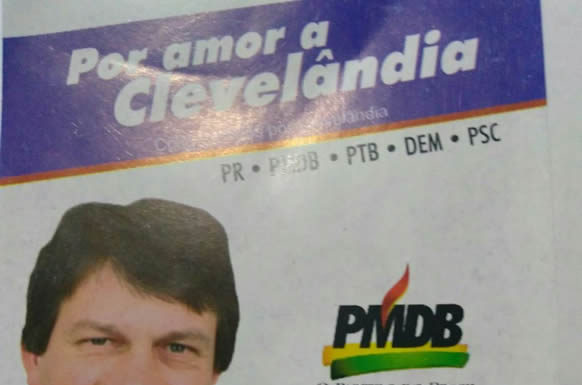 Por amor a
Clevelândia
PR • PMDB • PTB • DEM • PSC
PMDB